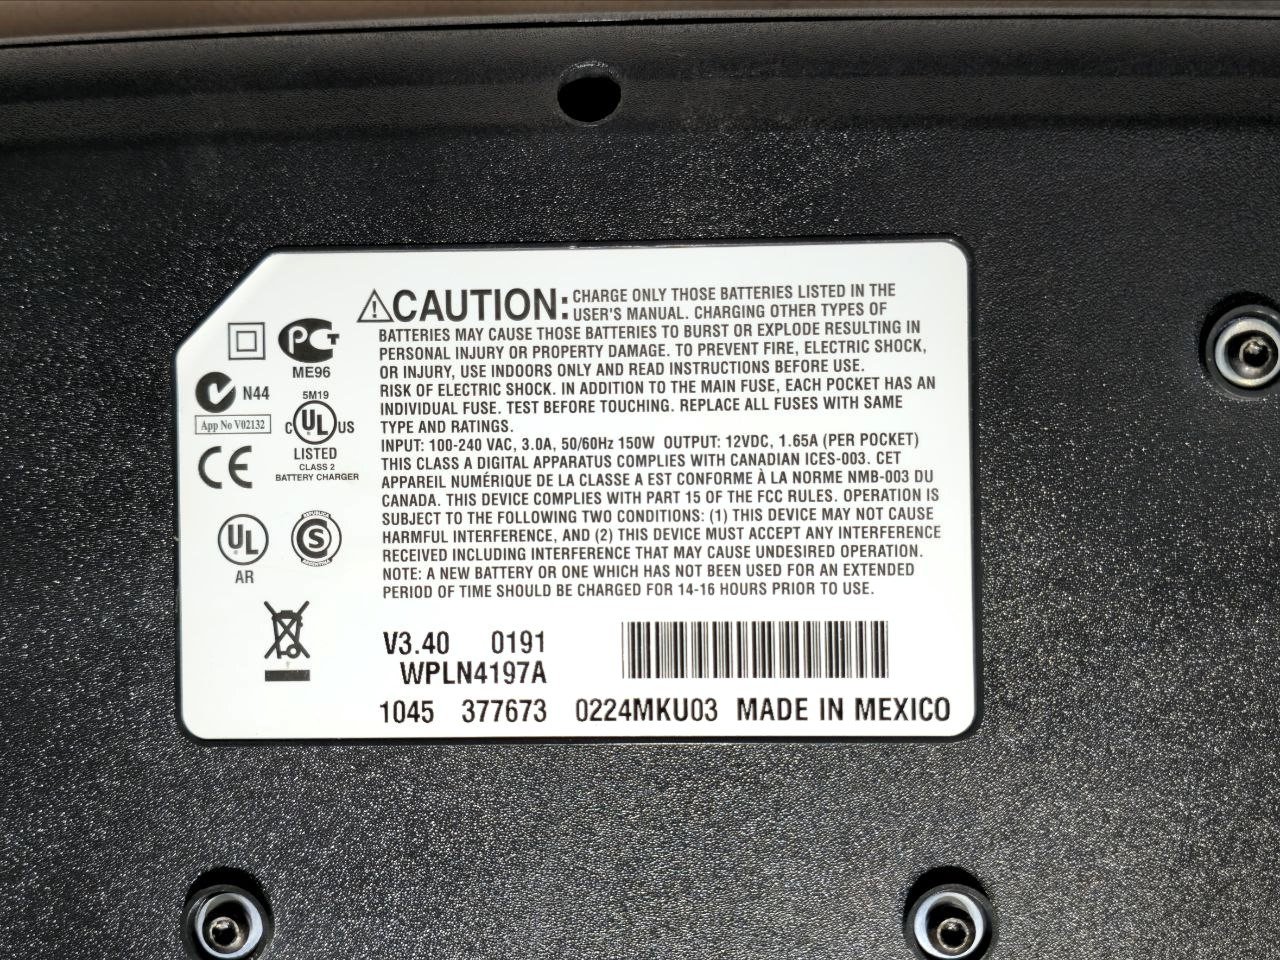 CAUTION: CHARGE ONLY THOSE BATTERIES LISTED IN THE
USER'S MANUAL. CHARGING OTHER TYPES OF
BATTERIES MAY CAUSE THOSE BATTERIES TO BURST OR EXPLODE RESULTING IN
PERSONAL INJURY OR PROPERTY DAMAGE. TO PREVENT FIRE, ELECTRIC SHOCK,
OR INJURY, USE INDOORS ONLY AND READ INSTRUCTIONS BEFORE USE.
RISK OF ELECTRIC SHOCK. IN ADDITION TO THE MAIN FUSE, EACH POCKET HAS AN
INDIVIDUAL FUSE. TEST BEFORE TOUCHING. REPLACE ALL FUSES WITH SAME
TYPE AND RATINGS.
INPUT: 100-240 VAC, 3.0A, 50/60Hz 150W OUTPUT: 12VDC, 1.65A (PER POCKET)
THIS CLASS A DIGITAL APPARATUS COMPLIES WITH CANADIAN ICES-003. CET
APPAREIL NUMÉRIQUE DE LA CLASSE A EST CONFORME À LA NORME NMB-003 DU
CANADA. THIS DEVICE COMPLIES WITH PART 15 OF THE FCC RULES. OPERATION IS
SUBJECT TO THE FOLLOWING TWO CONDITIONS: (1) THIS DEVICE MAY NOT CAUSE
HARMFUL INTERFERENCE, AND (2) THIS DEVICE MUST ACCEPT ANY INTERFERENCE
RECEIVED INCLUDING INTERFERENCE THAT MAY CAUSE UNDESIRED OPERATION.
NOTE: A NEW BATTERY OR ONE WHICH HAS NOT BEEN USED FOR AN EXTENDED
PERIOD OF TIME SHOULD BE CHARGED FOR 14-16 HOURS PRIOR TO USE.
PCT
ME96
N44
App No V02132
5M19
C UL US
LISTED
CLASS 2
BATTERY CHARGER
CE
UL
AR
REPUBLICA
S
ARGENTINA
V3.40 0191
WPLN4197A
1045 377673 0224MKU03 MADE IN MEXICO